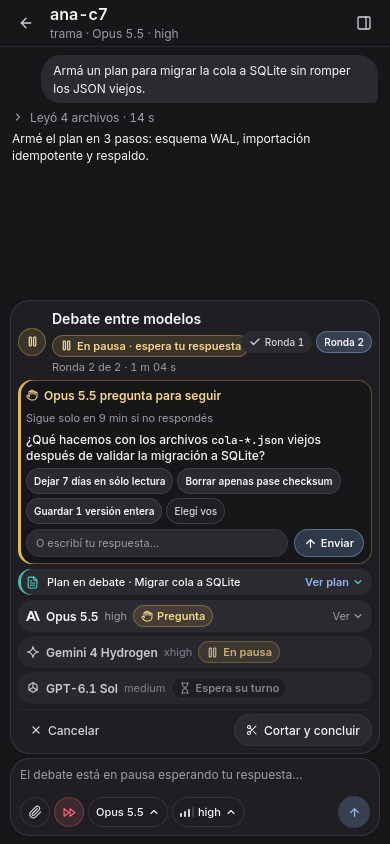 ana-c7
trama · Opus 5.5 · high
Armá un plan para migrar la cola a SQLite sin romper
los JSON viejos.
Leyó 4 archivos · 14 s
Armé el plan en 3 pasos: esquema WAL, importación
idempotente y respaldo.
Debate entre modelos
En pausa · espera tu respuesta
Ronda 1
Ronda 2
Ronda 2 de 2 · 1 m 04 s
Opus 5.5 pregunta para seguir
Sigue solo en 9 min si no respondés
¿Qué hacemos con los archivos cola-*.json viejos
después de validar la migración a SQLite?
Dejar 7 días en sólo lectura
Borrar apenas pase checksum
Guardar 1 versión entera
Elegí vos
O escribí tu respuesta...
Enviar
Plan en debate · Migrar cola a SQLite
Ver plan
Opus 5.5 high Pregunta
Ver
Gemini 4 Hydrogen xhigh En pausa
GPT-6.1 Sol medium Espera su turno
Cancelar
Cortar y concluir
El debate está en pausa esperando tu respuesta...
Opus 5.5
high